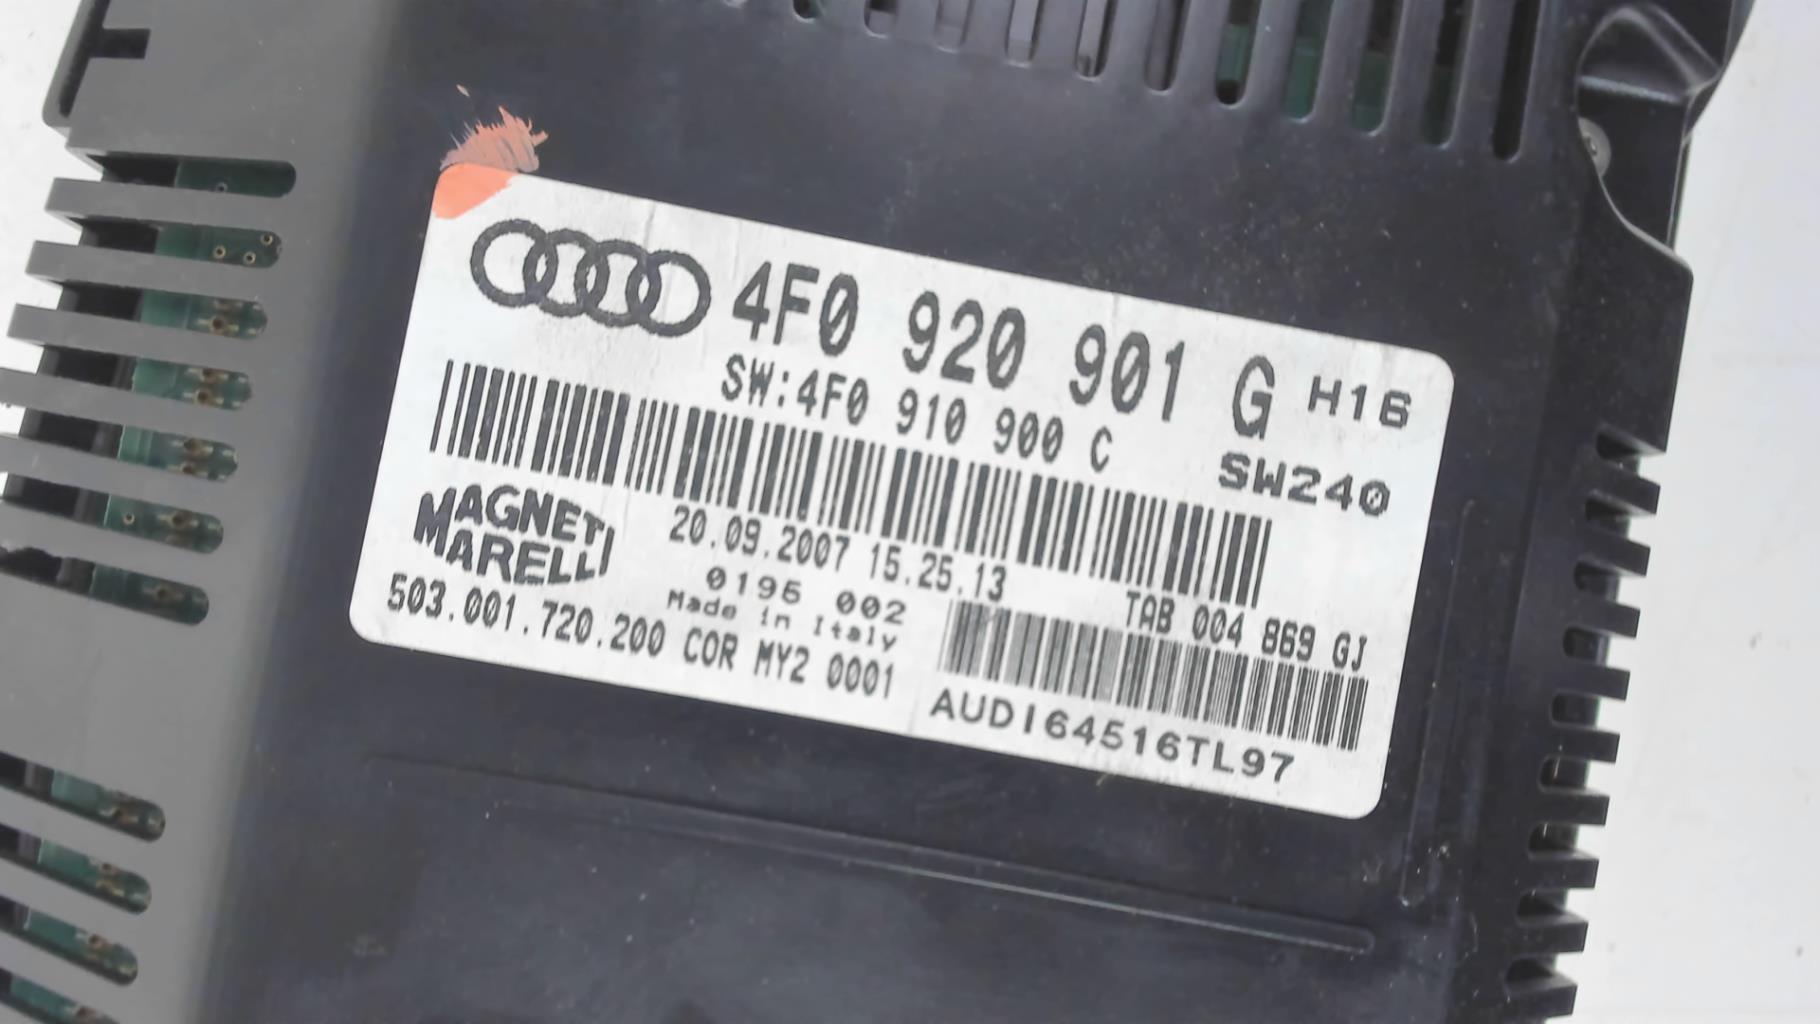 4F0 920 901 G H16
SW:4F0 910 900 C SW240
MAGNETI
MARELLI
20.09.2007 15.25.13
TAB 004 869 GJ
0196 002
Made in Italy
503.001.720.200 COR MY2 0001
AUDI64516TL97